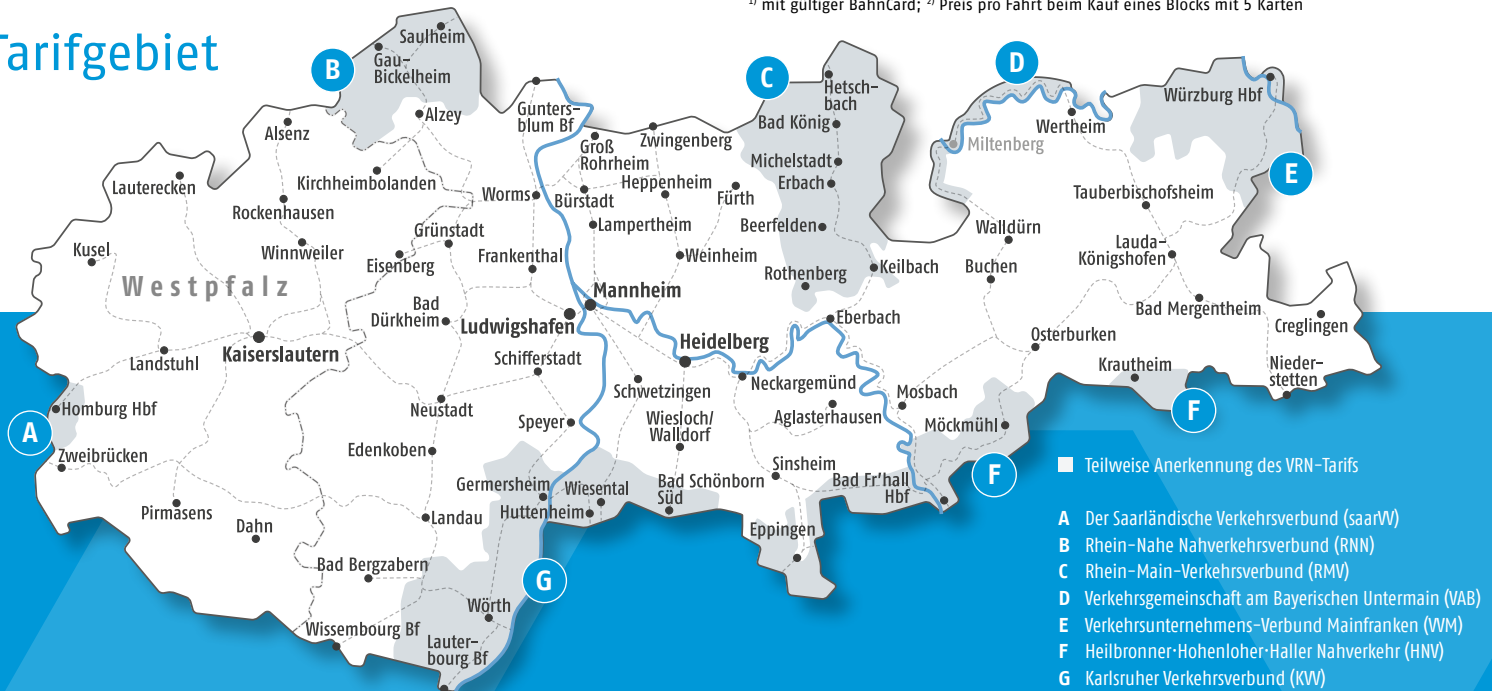 ¹⁾ mit gültiger BahnCard; ²⁾ Preis pro Fahrt beim Kauf eines Blocks mit 5 Karten
Tarifgebiet
B
Saulheim
Gau-
Bickelheim
Alzey
Alsenz
Gunters-
blum Bf
C
Hetsch-
bach
Bad König
Michelstadt
Erbach
Beerfelden
Rothenberg
D
Miltenberg
Wertheim
Würzburg Hbf
E
Groß
Rohrheim
Zwingenberg
Heppenheim
Bürstadt
Fürth
Lampertheim
Weinheim
Worms
Lauterecken
Kirchheimbolanden
Rockenhausen
Grünstadt
Winnweiler
Eisenberg
Frankenthal
Kusel
Westpfalz
Bad
Dürkheim
Mannheim
Ludwigshafen
Heidelberg
Keilbach
Eberbach
Walldürn
Buchen
Tauberbischofsheim
Lauda-
Königshofen
Bad Mergentheim
Creglingen
Osterburken
Krautheim
Nieder-
stetten
F
Landstuhl
Kaiserslautern
Schifferstadt
Schwetzingen
Neckargemünd
Mosbach
Aglasterhausen
Möckmühl
Homburg Hbf
A
Zweibrücken
Neustadt
Speyer
Wiesloch/
Walldorf
Edenkoben
Sinsheim
Bad Fr'hall
Hbf
F
Germersheim
Wiesental
Bad Schönborn
Süd
Huttenheim
Eppingen
Pirmasens
Dahn
Landau
Bad Bergzabern
G
Wörth
Wissembourg Bf
Lauter-
bourg Bf
Teilweise Anerkennung des VRN-Tarifs
A Der Saarländische Verkehrsverbund (saarVV)
B Rhein-Nahe Nahverkehrsverbund (RNN)
C Rhein-Main-Verkehrsverbund (RMV)
D Verkehrsgemeinschaft am Bayerischen Untermain (VAB)
E Verkehrsunternehmens-Verbund Mainfranken (VVM)
F Heilbronner·Hohenloher·Haller Nahverkehr (HNV)
G Karlsruher Verkehrsverbund (KVV)